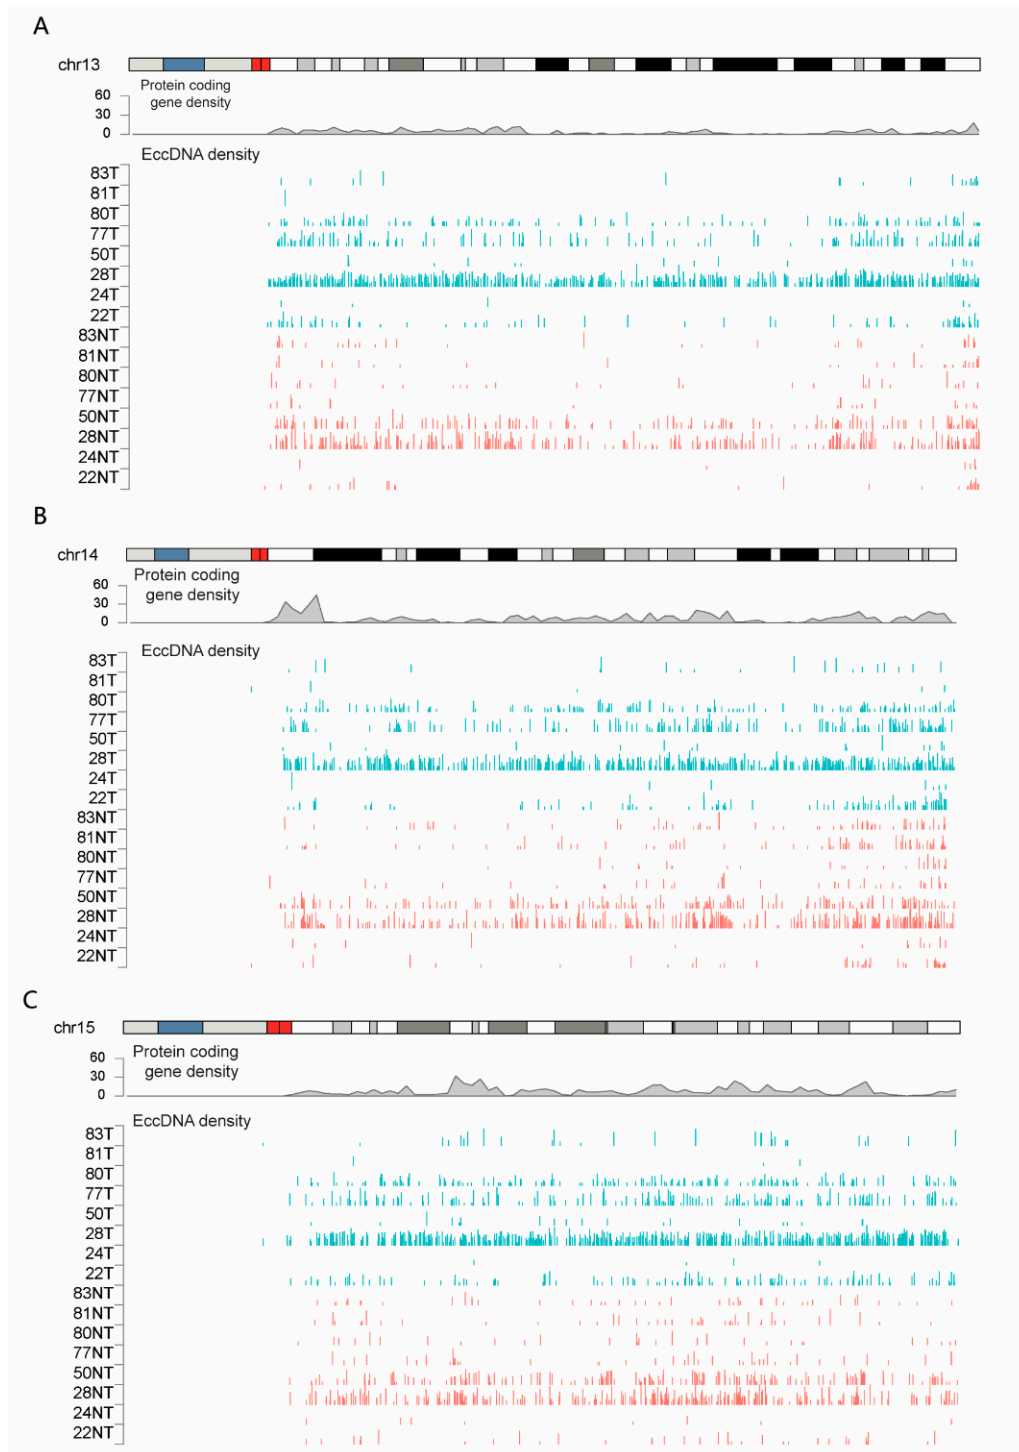 A
chr13
Protein coding
gene density
60
30
0
EccDNA density
83T
81T
80T
77T
50T
28T
24T
22T
83NT
81NT
80NT
77NT
50NT
28NT
24NT
22NT
B
chr14
Protein coding
gene density
60
30
0
EccDNA density
83T
81T
80T
77T
50T
28T
24T
22T
83NT
81NT
80NT
77NT
50NT
28NT
24NT
22NT
C
chr15
Protein coding
gene density
60
30
0
EccDNA density
83T
81T
80T
77T
50T
28T
24T
22T
83NT
81NT
80NT
77NT
50NT
28NT
24NT
22NT